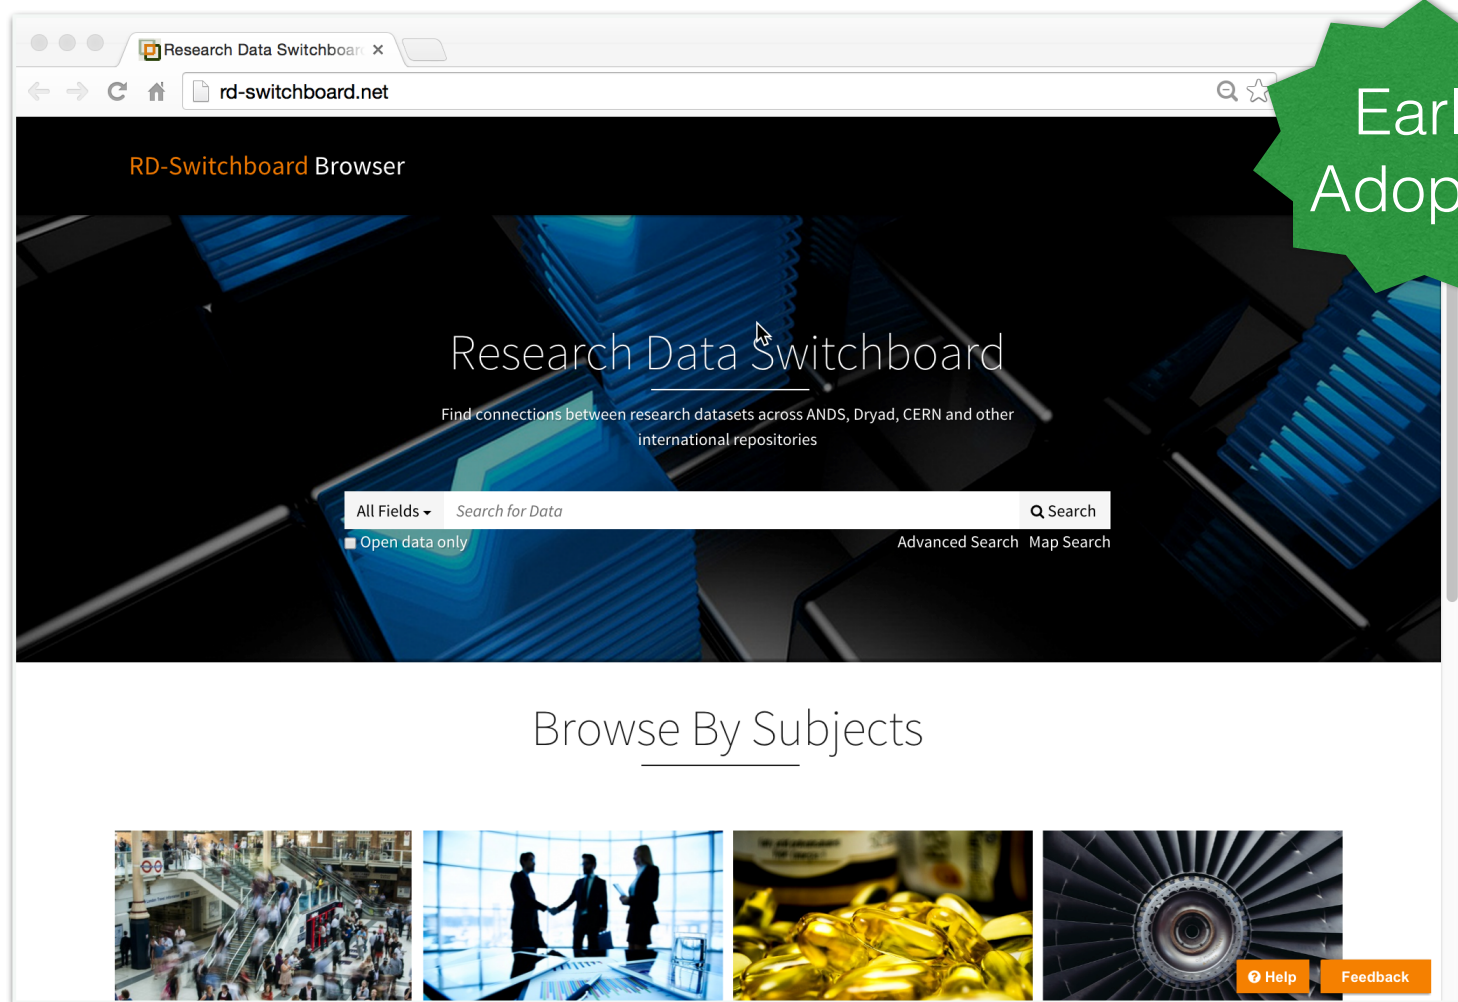 Research Data Switchboar
rd-switchboard.net
Earl
Adop
RD-Switchboard Browser
Research Data Switchboard
Find connections between research datasets across ANDS, Dryad, CERN and other
international repositories
All Fields Search for Data Search
Open data only Advanced Search Map Search
Browse By Subjects
Help Feedback